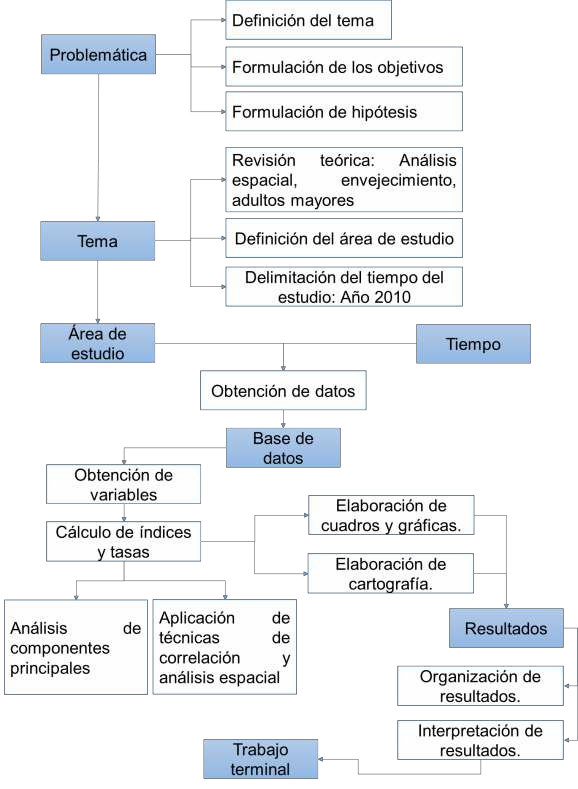 Definición del tema
Problemática
Formulación de los objetivos
Formulación de hipótesis
Revisión teórica: Análisis
espacial, envejecimiento,
adultos mayores
Tema
Definición del área de estudio
Delimitación del tiempo del
estudio: Año 2010
Área de
estudio
Tiempo
Obtención de datos
Base de
datos
Obtención de
variables
Cálculo de índices
y tasas
Elaboración de
cuadros y gráficas.
Elaboración de
cartografía.
Análisis de
componentes
principales
Aplicación de
técnicas de
correlación y
análisis espacial
Resultados
Organización de
resultados.
Interpretación de
resultados.
Trabajo
terminal